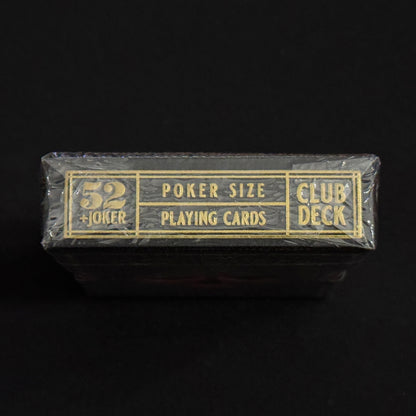 52
+JOKER
POKER SIZE
PLAYING CARDS
CLUB
DECK